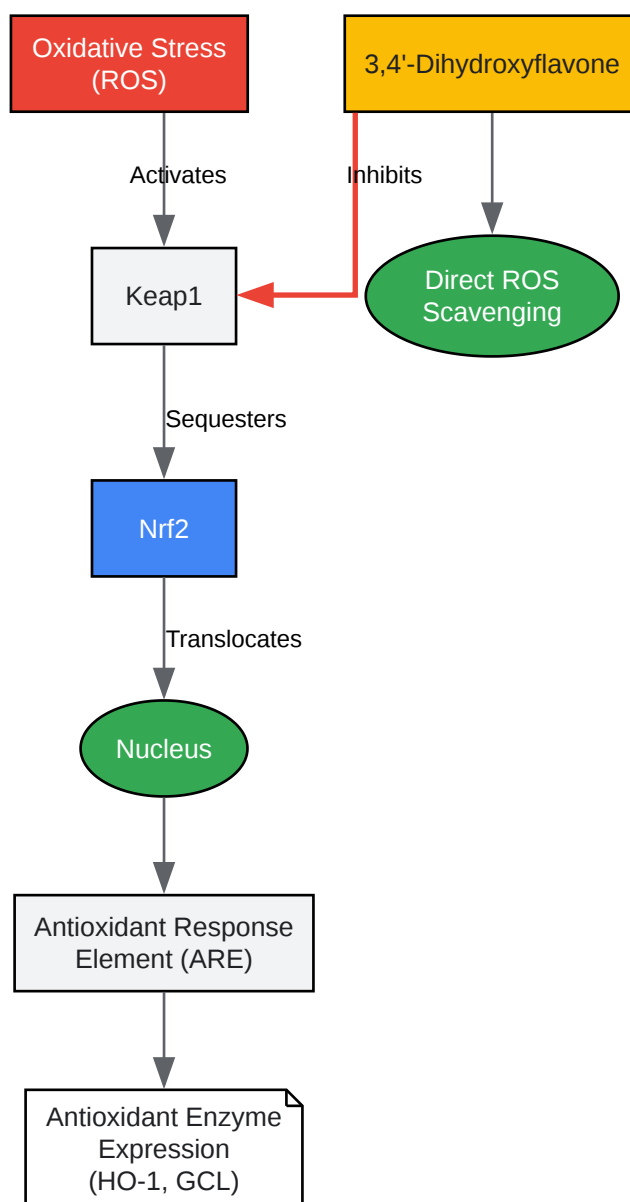 Oxidative Stress
(ROS)
3,4'-Dihydroxyflavone
Activates
Inhibits
Keap1
Direct ROS
Scavenging
Sequesters
Nrf2
Translocates
Nucleus
Antioxidant Response
Element (ARE)
Antioxidant Enzyme
Expression
(HO-1, GCL)